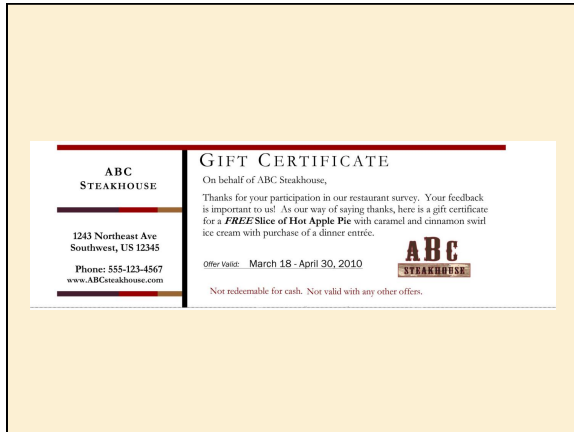 ABC
STEAKHOUSE
1243 Northeast Ave
Southwest, US 12345
Phone: 555-123-4567
www.ABCsteakhouse.com
GIFT CERTIFICATE
On behalf of ABC Steakhouse,
Thanks for your participation in our restaurant survey. Your feedback
is important to us! As our way of saying thanks, here is a gift certificate
for a FREE Slice of Hot Apple Pie with caramel and cinnamon swirl
ice cream with purchase of a dinner entrée.
Offer Valid: March 18 - April 30, 2010
ABC
STEAKHOUSE
Not redeemable for cash. Not valid with any other offers.